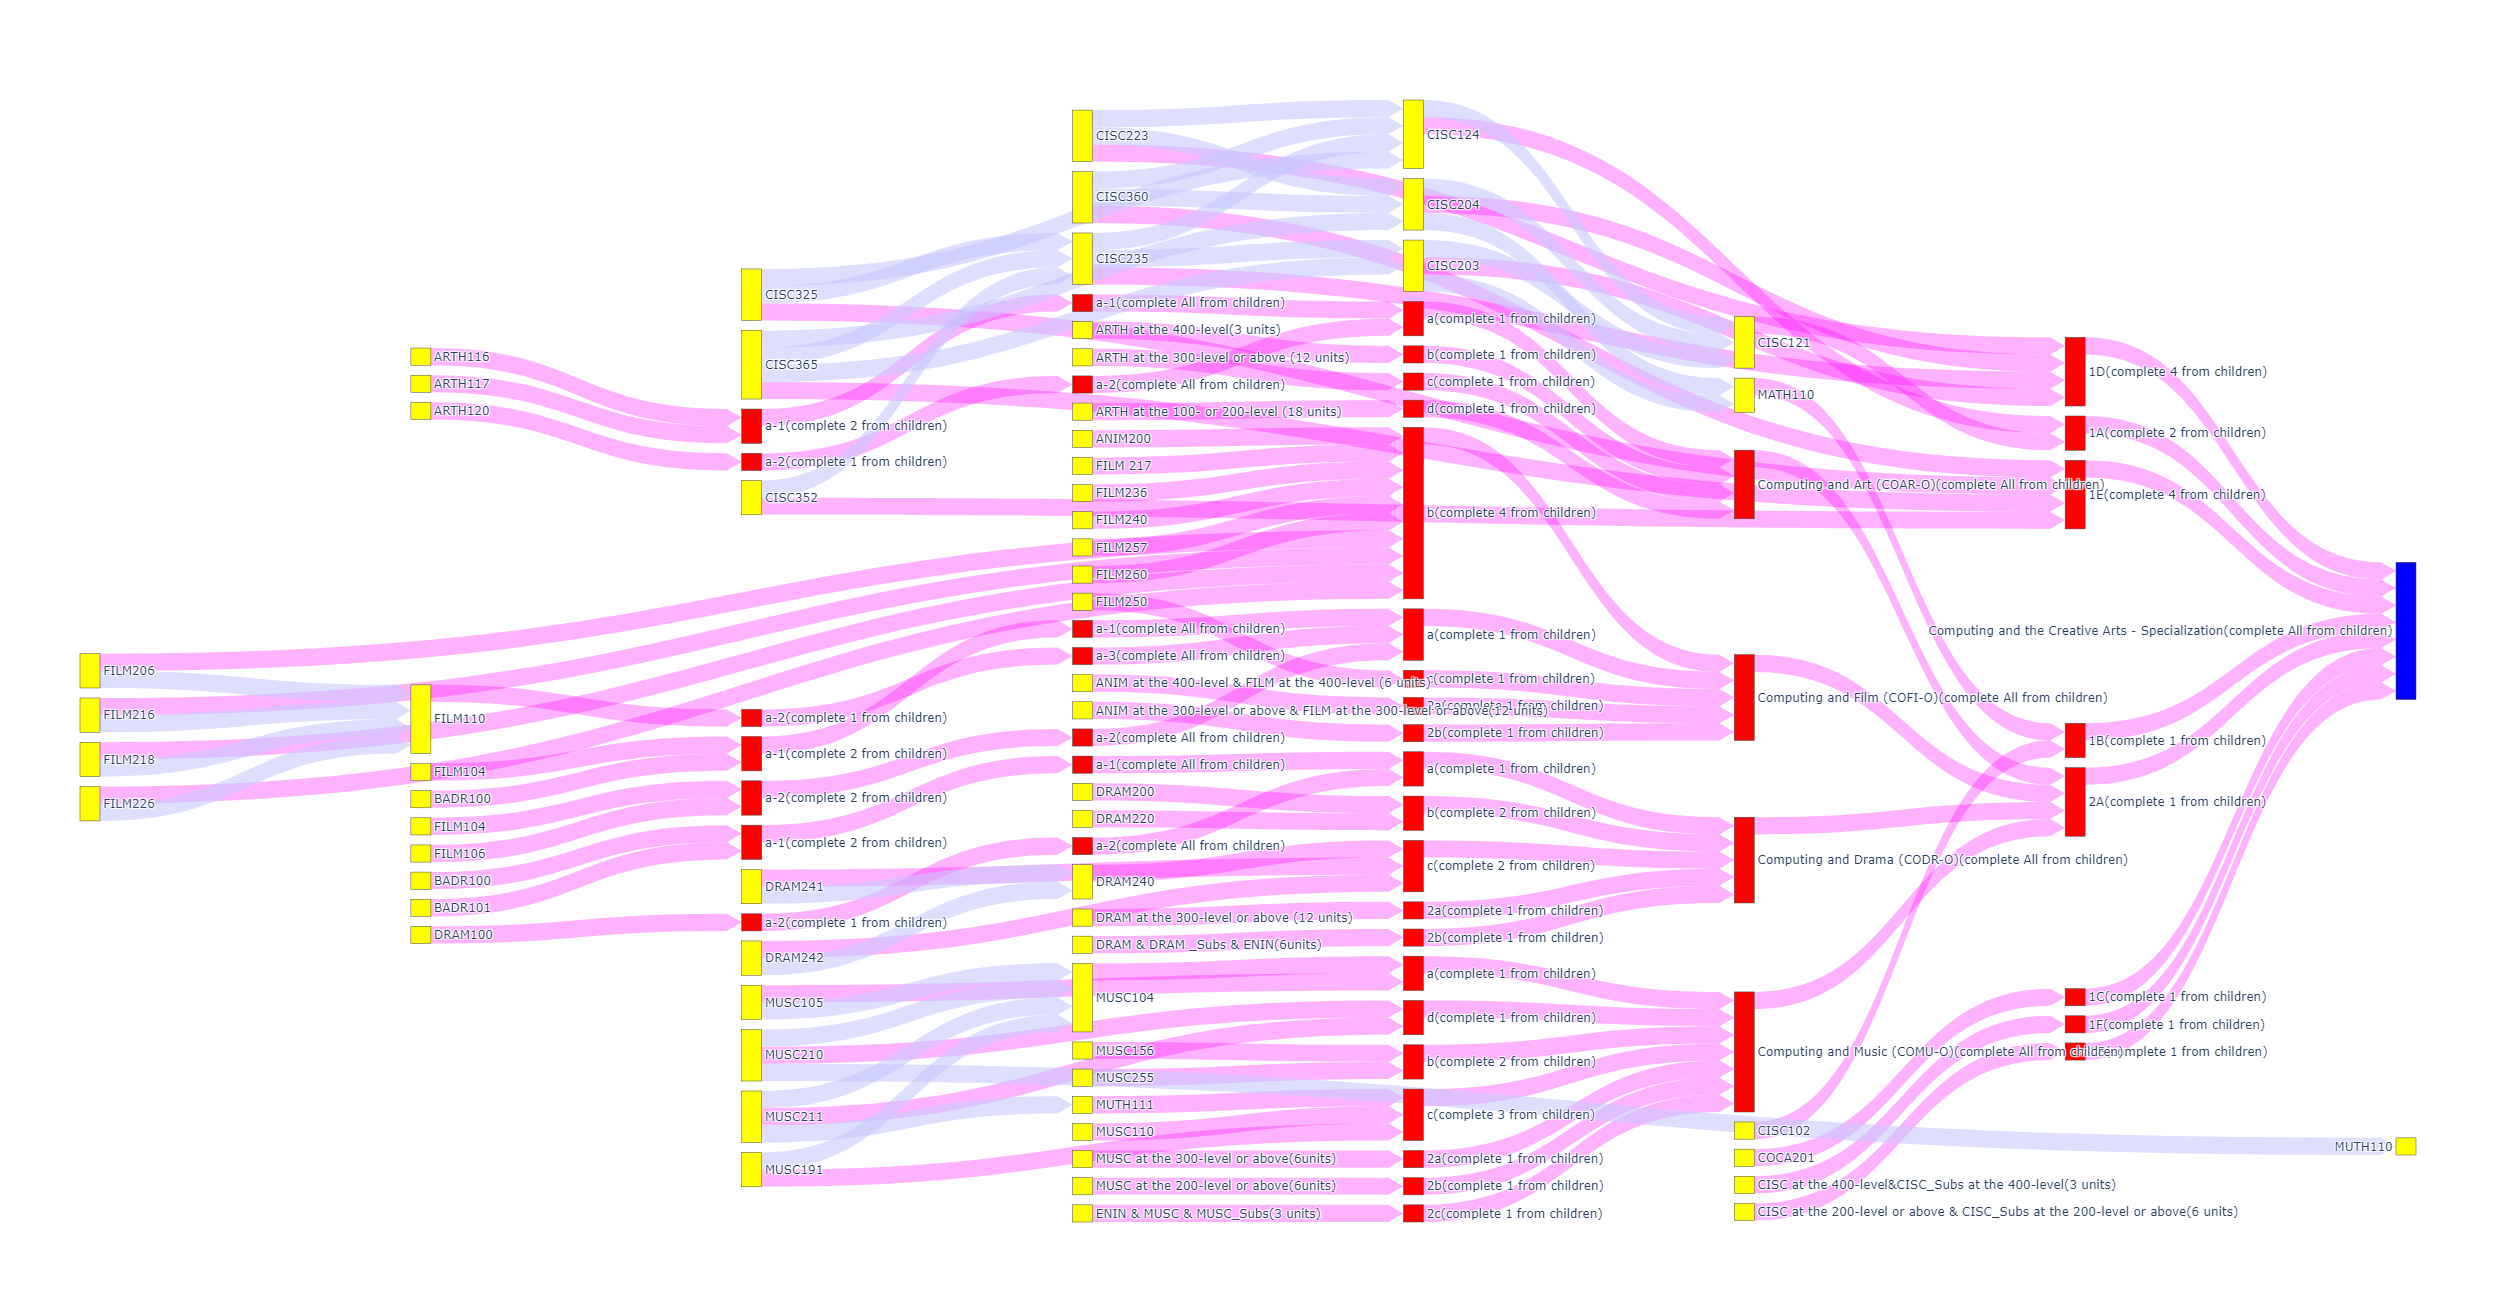 FILM206
FILM216
FILM218
FILM226
ARTH116
ARTH117
ARTH120
FILM110
FILM104
BADR100
FILM104
FILM106
BADR100
BADR101
DRAM100
CISC325
CISC365
a-1(complete 2 from children)
a-2(complete 1 from children)
CISC352
a-2(complete 1 from children)
a-1(complete 2 from children)
a-2(complete 2 from children)
a-1(complete 2 from children)
DRAM241
a-2(complete 1 from children)
DRAM242
MUSC105
MUSC210
MUSC211
MUSC191
CISC223
CISC360
CISC235
a-1(complete All from children)
ARTH at the 400-level(3 units)
ARTH at the 300-level or above (12 units)
a-2(complete All from children)
ARTH at the 100- or 200-level (18 units)
ANIM200
FILM 217
FILM236
FILM240
FILM257
FILM260
FILM250
a-1(complete All from children)
a-3(complete All from children)
ANIM at the 400-level & FILM at the 400-level (6 units)
ANIM at the 300-level or above & FILM at the 300-level or above(12 units)
a-2(complete All from children)
a-1(complete All from children)
DRAM200
DRAM220
a-2(complete All from children)
DRAM240
DRAM at the 300-level or above (12 units)
DRAM & DRAM _Subs & ENIN(6units)
MUSC104
MUSC156
MUSC255
MUTH111
MUSC110
MUSC at the 300-level or above(6units)
MUSC at the 200-level or above(6units)
ENIN & MUSC & MUSC_Subs(3 units)
CISC124
CISC204
CISC203
a(complete 1 from children)
b(complete 1 from children)
c(complete 1 from children)
d(complete 1 from children)
b(complete 4 from children)
a(complete 1 from children)
c(complete 1 from children)
2a(complete 1 from children)
2b(complete 1 from children)
a(complete 1 from children)
b(complete 2 from children)
c(complete 2 from children)
2a(complete 1 from children)
2b(complete 1 from children)
a(complete 1 from children)
d(complete 1 from children)
b(complete 2 from children)
c(complete 3 from children)
2a(complete 1 from children)
2b(complete 1 from children)
2c(complete 1 from children)
CISC121
MATH110
Computing and Art (COAR-O)(complete All from children)
Computing and Film (COFI-O)(complete All from children)
Computing and Drama (CODR-O)(complete All from children)
Computing and Music (COMU-O)(complete All from children)
CISC102
COCA201
CISC at the 400-level&CISC_Subs at the 400-level(3 units)
CISC at the 200-level or above & CISC_Subs at the 200-level or above(6 units)
1D(complete 4 from children)
1A(complete 2 from children)
1E(complete 4 from children)
1B(complete 1 from children)
2A(complete 1 from children)
1C(complete 1 from children)
1F(complete 1 from children)
(complete 1 from children)
Computing and the Creative Arts - Specialization(complete All from children)
MUTH110